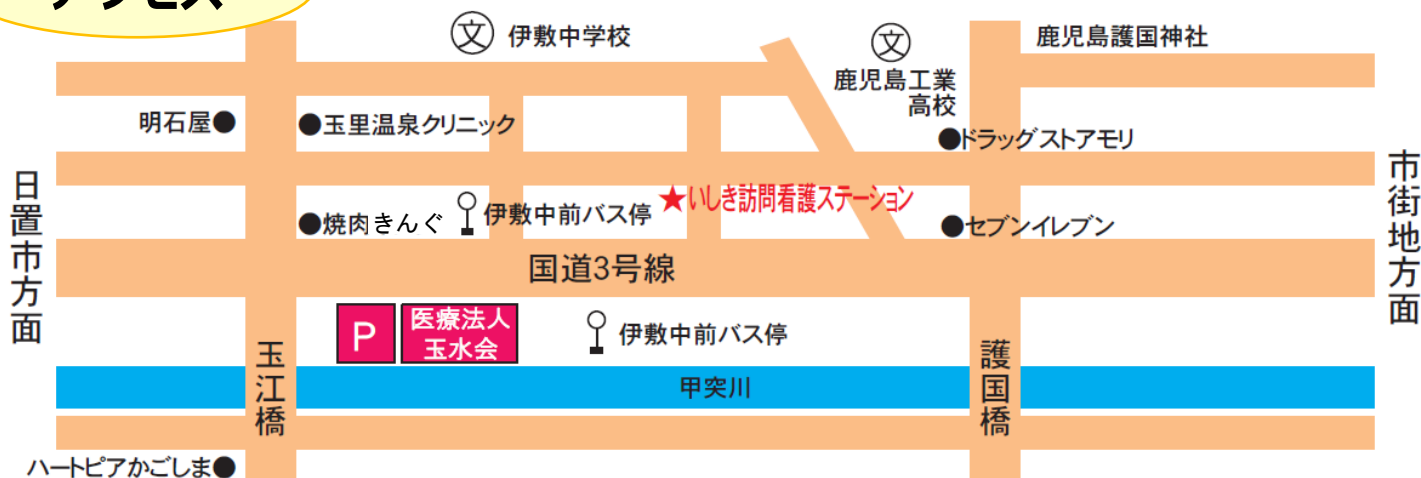 アクセス
文 伊敷中学校
文
鹿児島工業
高校
鹿児島護国神社
明石屋●
●玉里温泉クリニック
●ドラッグストアモリ
日置市方面
市街地方面
●焼肉きんぐ
伊敷中前バス停
★いしき訪問看護ステーション
●セブンイレブン
国道3号線
P
医療法人
玉水会
伊敷中前バス停
玉江橋
護国橋
甲突川
ハートピアかごしま●